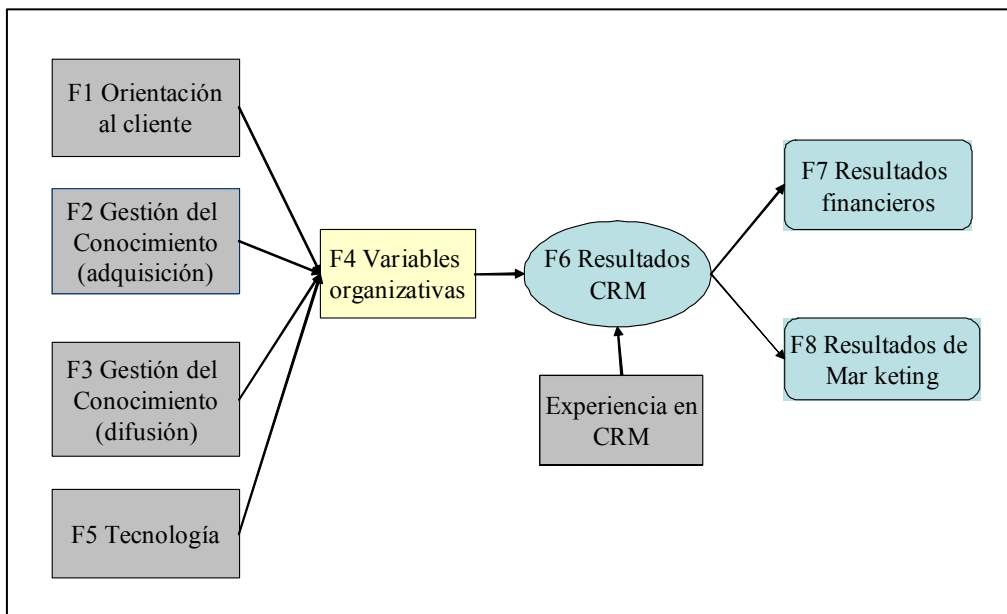 F1 Orientación
al cliente
F2 Gestión del
Conocimiento
(adquisición)
F3 Gestión del
Conocimiento
(difusión)
F5 Tecnología
F4 Variables
organizativas
F6 Resultados
CRM
Experiencia en
CRM
F7 Resultados
financieros
F8 Resultados de
Mar keting